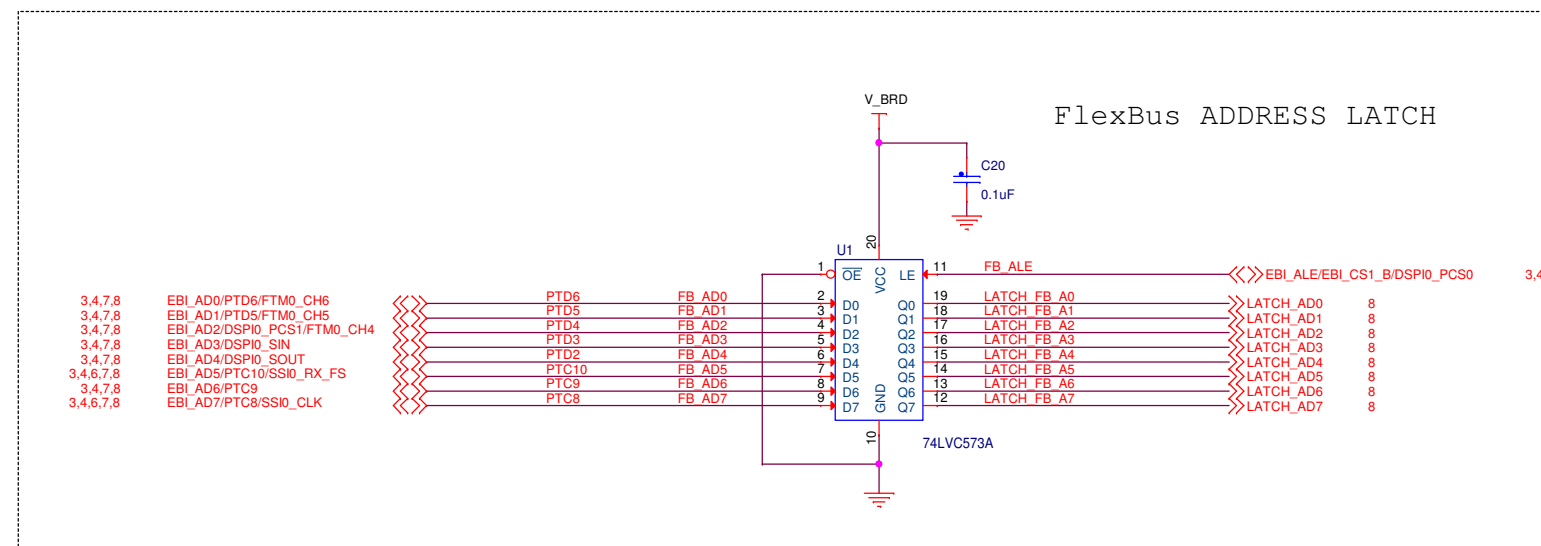 V_BRD
FlexBus ADDRESS LATCH
C20
0.1uF
U1
20
1 OE VCC LE 11 FB_ALE EBI_ALE/EBI_CS1_B/DSPI0_PCS0 3,4
3,4,7,8 EBI_AD0/PTD6/FTM0_CH6 PTD6 FB_AD0 2 D0 Q0 19 LATCH_FB_A0 LATCH_AD0 8
3,4,7,8 EBI_AD1/PTD5/FTM0_CH5 PTD5 FB_AD1 3 D1 Q1 18 LATCH_FB_A1 LATCH_AD1 8
3,4,7,8 EBI_AD2/DSPI0_PCS1/FTM0_CH4 PTD4 FB_AD2 4 D2 Q2 17 LATCH_FB_A2 LATCH_AD2 8
3,4,7,8 EBI_AD3/DSPI0_SIN PTD3 FB_AD3 5 D3 Q3 16 LATCH_FB_A3 LATCH_AD3 8
3,4,7,8 EBI_AD4/DSPI0_SOUT PTD2 FB_AD4 6 D4 Q4 15 LATCH_FB_A4 LATCH_AD4 8
3,4,6,7,8 EBI_AD5/PTC10/SSI0_RX_FS PTC10 FB_AD5 7 D5 Q5 14 LATCH_FB_A5 LATCH_AD5 8
3,4,7,8 EBI_AD6/PTC9 PTC9 FB_AD6 8 D6 Q6 13 LATCH_FB_A6 LATCH_AD6 8
3,4,6,7,8 EBI_AD7/PTC8/SSI0_CLK PTC8 FB_AD7 9 D7 GND Q7 12 LATCH_FB_A7 LATCH_AD7 8
10
74LVC573A